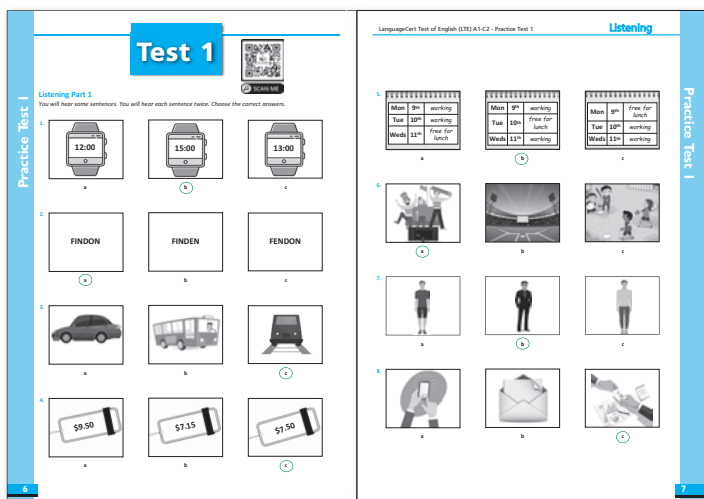 Test 1
SCAN ME
Listening Part 1
You will hear some sentences. You will hear each sentence twice. Choose the correct answers.
Practice Test 1
1.
12:00
15:00
13:00
a
b
c
2.
FINDON
FINDEN
FENDON
a
b
c
3.
a
b
c
4.
$9.50
$7.15
$7.50
a
b
c
6
LanguageCert Test of English (LTE) A1-C2 - Practice Test 1
Listening
Practice Test 1
5.
Mon 9th working
Tue 10th working
Weds 11th free for lunch
Mon 9th working
Tue 10th free for lunch
Weds 11th working
Mon 9th free for lunch
Tue 10th working
Weds 11th working
a
b
c
6.
a
b
c
7.
a
b
c
8.
a
b
c
7